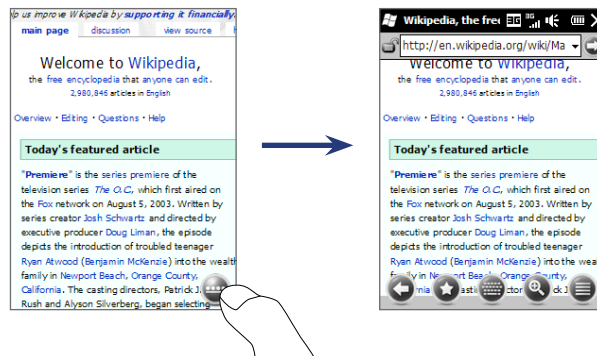 lp us improve Wikipedia by supporting it financially.
main page discussion view source
Welcome to Wikipedia,
the free encyclopedia that anyone can edit.
2,980,846 articles in English
Overview • Editing • Questions • Help
Today's featured article
"Premiere" is the series premiere of the
television series The O.C., which first aired on
the Fox network on August 5, 2003. Written by
series creator Josh Schwartz and directed by
executive producer Doug Liman, the episode
depicts the introduction of troubled teenager
Ryan Atwood (Benjamin McKenzie) into the wealth
family in Newport Beach, Orange County,
California. The casting directors, Patrick J.
Rush and Alyson Silverberg, began selecting
Wikipedia, the free 3G 3G
http://en.wikipedia.org/wiki/Ma
Welcome to Wikipedia,
the free encyclopedia that anyone can edit.
2,980,846 articles in English
Overview • Editing • Questions • Help
Today's featured article
"Premiere" is the series premiere of the
television series The O.C., which first aired on
the Fox network on August 5, 2003. Written by
series creator Josh Schwartz and directed by
executive producer Doug Liman, the episode
depicts the introduction of troubled teenager
Ryan Atwood (Benjamin McKenzie) into the wea
family in Newport Beach, Orange County,